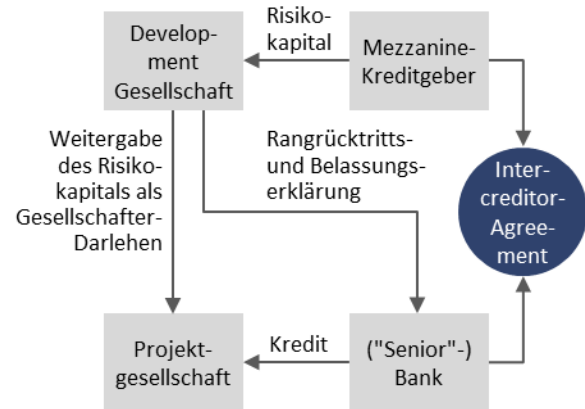 Develop-
ment
Gesellschaft
Risiko-
kapital
Mezzanine-
Kreditgeber
Weitergabe
des Risiko-
kapitals als
Gesellschafter-
Darlehen
Rangrücktritts-
und Belassungs-
erklärung
Inter-
creditor-
Agree-
ment
Projekt-
gesellschaft
Kredit
("Senior"-)
Bank